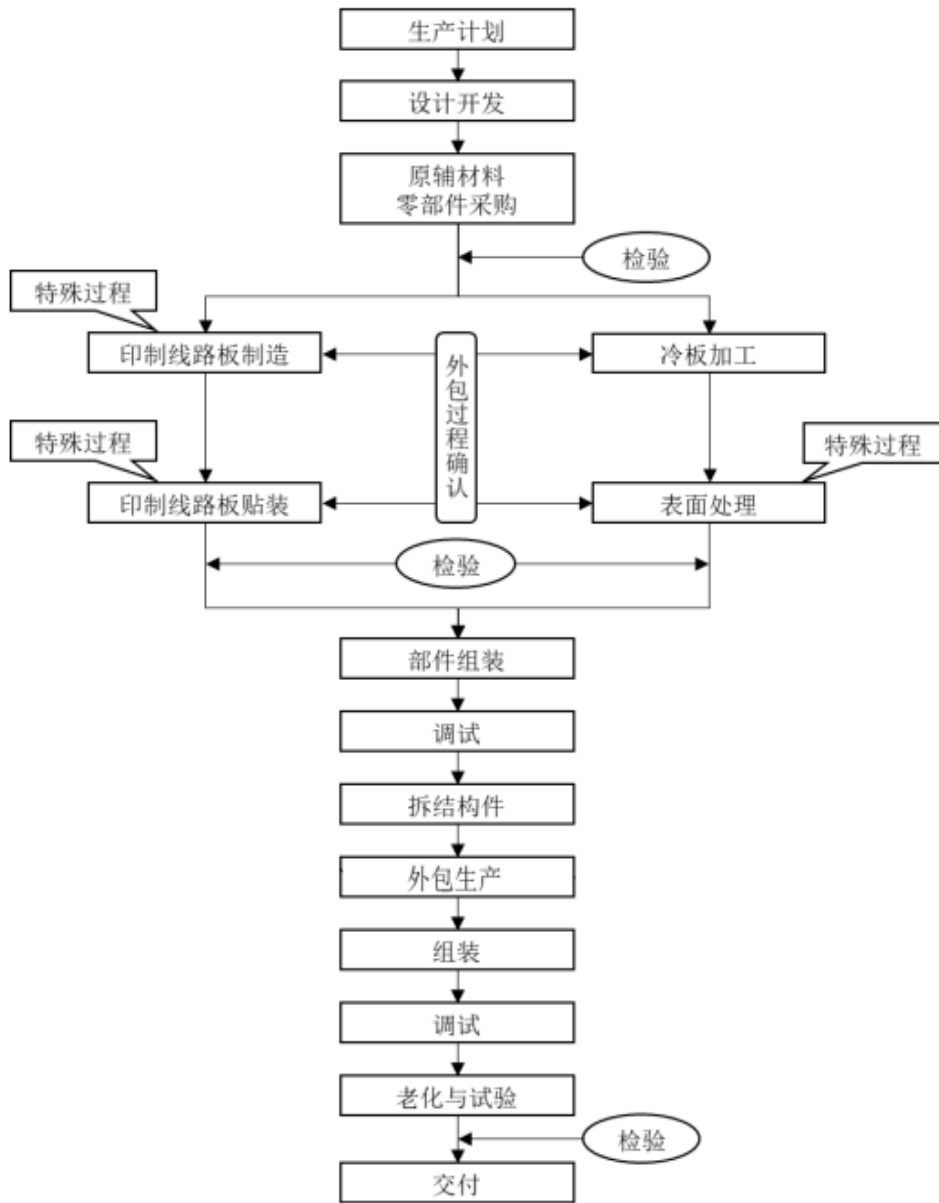 生产计划
设计开发
原辅材料
零部件采购
检验
特殊过程
印制线路板制造
外包过程确认
冷板加工
特殊过程
特殊过程
印制线路板贴装
表面处理
检验
部件组装
调试
拆结构件
外包生产
组装
调试
老化与试验
检验
交付